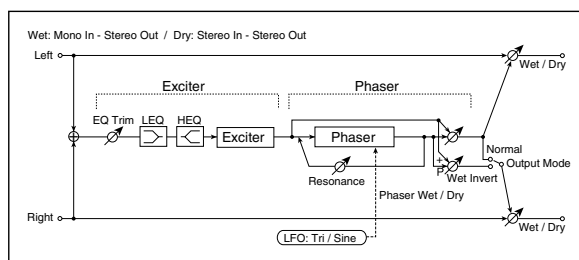 Wet: Mono In - Stereo Out / Dry: Stereo In - Stereo Out
Left
Wet / Dry
Exciter
Phaser
EQ Trim
LEQ
HEQ
Exciter
Phaser
Normal
Output Mode
+
P
Wet Invert
Resonance
Phaser Wet / Dry
Right
LFO: Tri / Sine
Wet / Dry